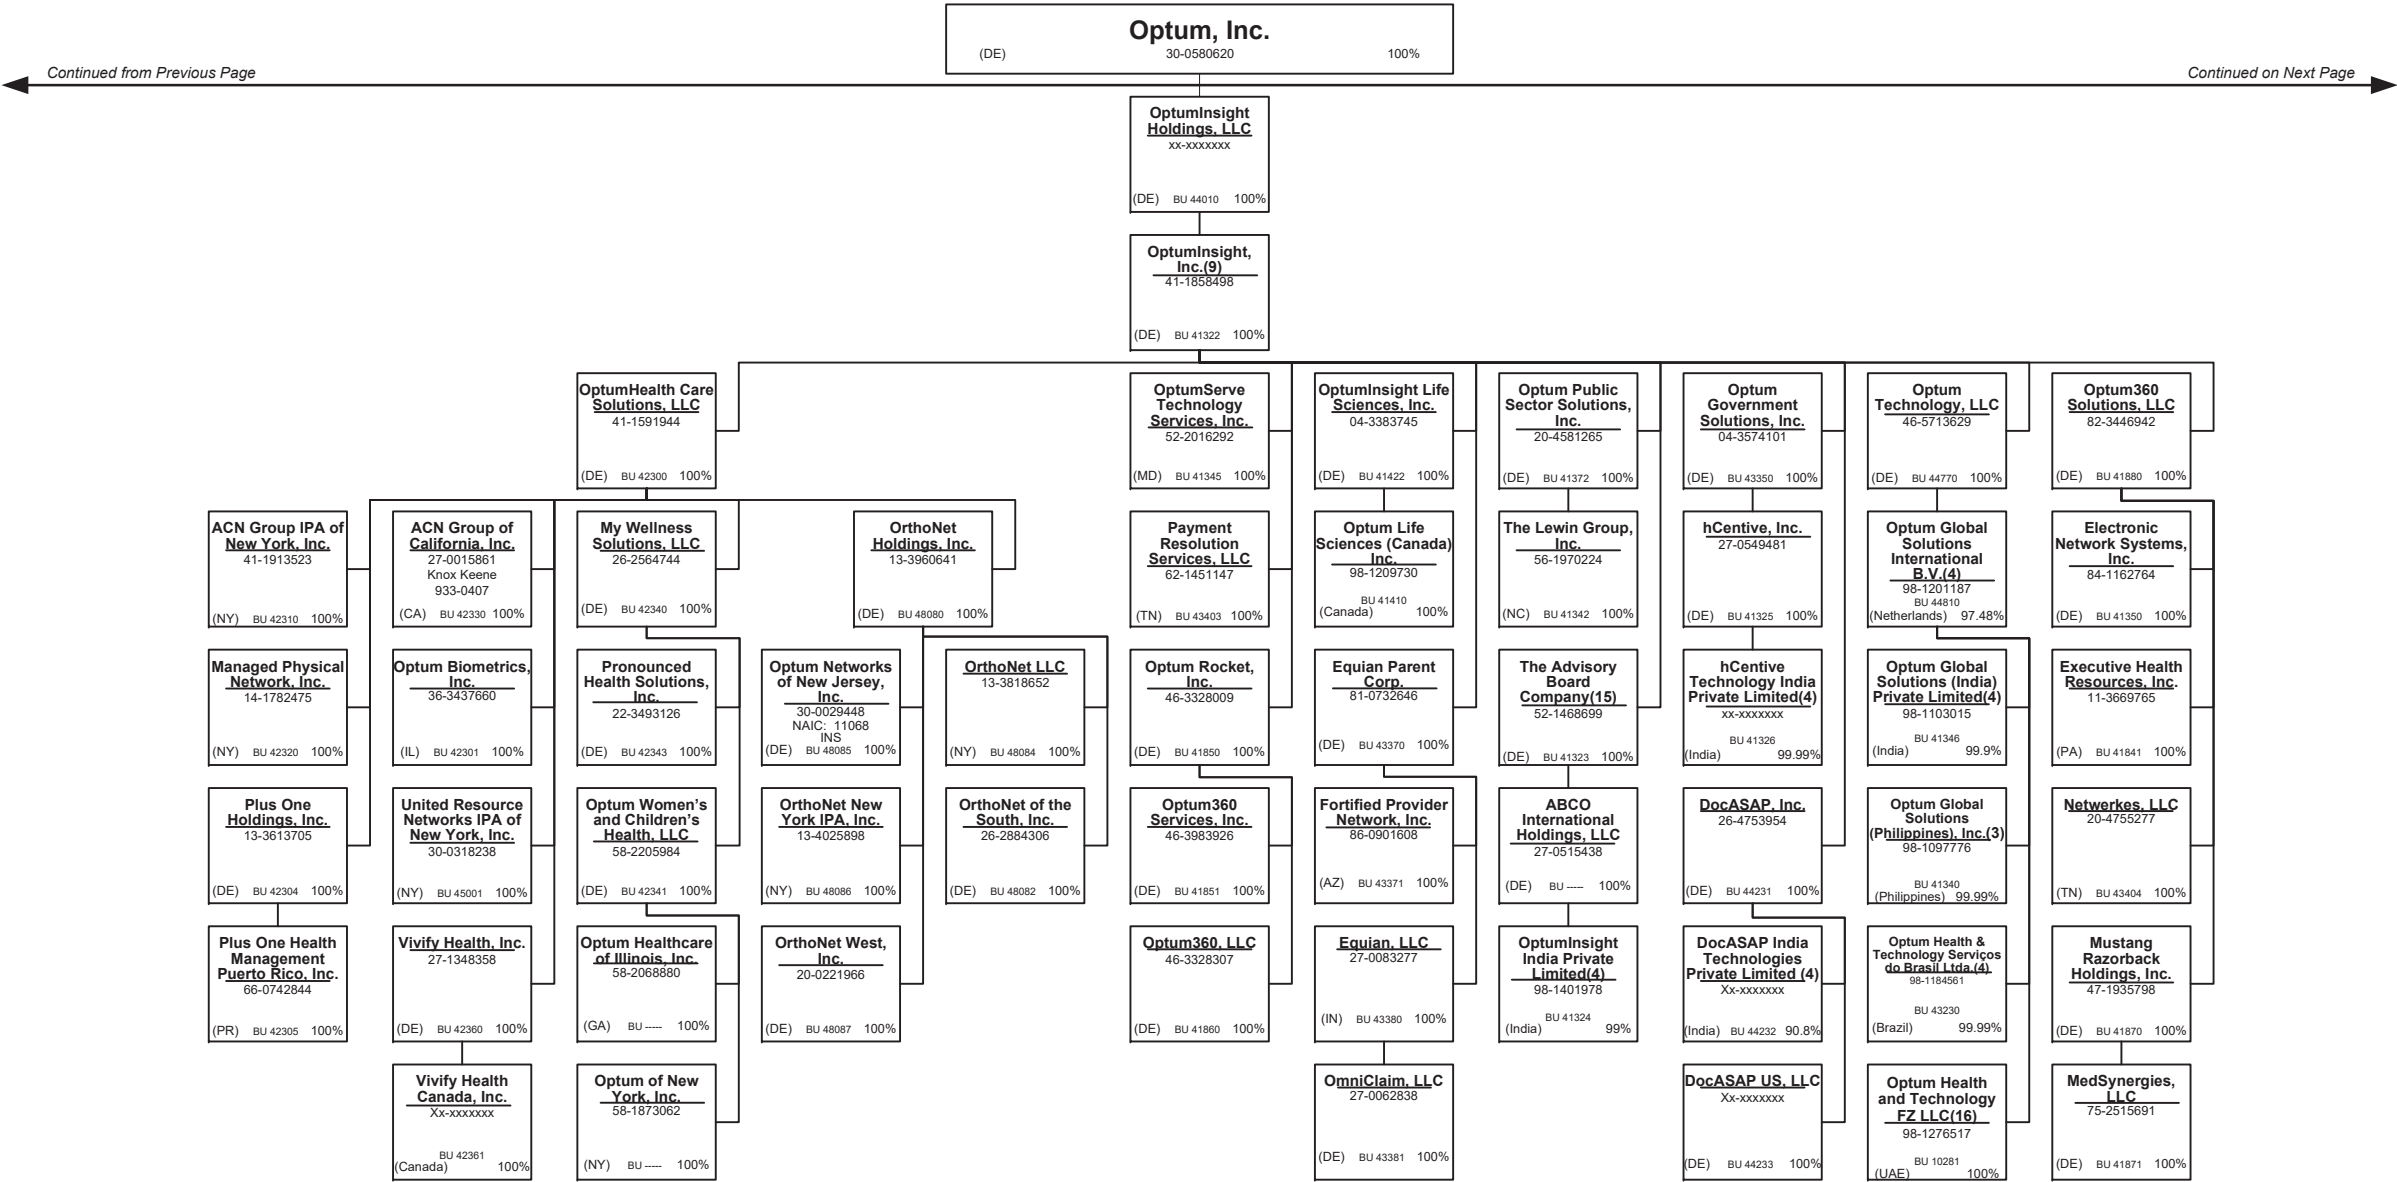 Optum, Inc.
(DE) 30-0580620 100%
Continued from Previous Page
Continued on Next Page
OptumInsight
Holdings, LLC
xx-xxxxxxx
(DE) BU 44010 100%
OptumInsight,
Inc.(9)
41-1858498
(DE) BU 41322 100%
OptumHealth Care
Solutions, LLC
41-1591944
(DE) BU 42300 100%
OptumServe
Technology
Services, Inc.
52-2016292
(MD) BU 41345 100%
OptumInsight Life
Sciences, Inc.
04-3383745
(DE) BU 41422 100%
Optum Public
Sector Solutions,
Inc.
20-4581265
(DE) BU 41372 100%
Optum
Government
Solutions, Inc.
04-3574101
(DE) BU 43350 100%
Optum
Technology, LLC
46-5713629
(DE) BU 44770 100%
Optum360
Solutions, LLC
82-3446942
(DE) BU 41880 100%
ACN Group IPA of
New York, Inc.
41-1913523
(NY) BU 42310 100%
ACN Group of
California, Inc.
27-0015861
Knox Keene
933-0407
(CA) BU 42330 100%
My Wellness
Solutions, LLC
26-2564744
(DE) BU 42340 100%
OrthoNet
Holdings, Inc.
13-3960641
(DE) BU 48080 100%
Payment
Resolution
Services, LLC
62-1451147
(TN) BU 43403 100%
Optum Life
Sciences (Canada)
Inc.
98-1209730
BU 41410
(Canada) 100%
The Lewin Group,
Inc.
56-1970224
(NC) BU 41342 100%
hCentive, Inc.
27-0549481
(DE) BU 41325 100%
Optum Global
Solutions
International
B.V.(4)
98-1201187
BU 44810
(Netherlands) 97.48%
Electronic
Network Systems,
Inc.
84-1162764
(DE) BU 41350 100%
Managed Physical
Network, Inc.
14-1782475
(NY) BU 42320 100%
Optum Biometrics,
Inc.
36-3437660
(IL) BU 42301 100%
Pronounced
Health Solutions,
Inc.
22-3493126
(DE) BU 42343 100%
Optum Networks
of New Jersey,
Inc.
30-0029448
NAIC: 11068
INS
(DE) BU 48085 100%
OrthoNet LLC
13-3818652
(NY) BU 48084 100%
Optum Rocket,
Inc.
46-3328009
(DE) BU 41850 100%
Equian Parent
Corp.
81-0732646
(DE) BU 43370 100%
The Advisory
Board
Company(15)
52-1468699
(DE) BU 41323 100%
hCentive
Technology India
Private Limited(4)
xx-xxxxxxx
BU 41326
(India) 99.99%
Optum Global
Solutions (India)
Private Limited(4)
98-1103015
BU 41346
(India) 99.9%
Executive Health
Resources, Inc.
11-3669765
(PA) BU 41841 100%
Plus One
Holdings, Inc.
13-3613705
(DE) BU 42304 100%
United Resource
Networks IPA of
New York, Inc.
30-0318238
(NY) BU 45001 100%
Optum Women's
and Children's
Health, LLC
58-2205984
(DE) BU 42341 100%
OrthoNet New
York IPA, Inc.
13-4025898
(NY) BU 48086 100%
OrthoNet of the
South, Inc.
26-2884306
(DE) BU 48082 100%
Optum360
Services, Inc.
46-3983926
(DE) BU 41851 100%
Fortified Provider
Network, Inc.
86-0901608
(AZ) BU 43371 100%
ABCO
International
Holdings, LLC
27-0515438
(DE) BU ----- 100%
DocASAP, Inc.
26-4753954
(DE) BU 44231 100%
Optum Global
Solutions
(Philippines), Inc.(3)
98-1097776
BU 41340
(Philippines) 99.99%
Netwerkes, LLC
20-4755277
(TN) BU 43404 100%
Plus One Health
Management
Puerto Rico, Inc.
66-0742844
(PR) BU 42305 100%
Vivify Health, Inc.
27-1348358
(DE) BU 42360 100%
Optum Healthcare
of Illinois, Inc.
58-2068880
(GA) BU ----- 100%
OrthoNet West,
Inc.
20-0221966
(DE) BU 48087 100%
Optum360, LLC
46-3328307
(DE) BU 41860 100%
Equian, LLC
27-0083277
(IN) BU 43380 100%
OptumInsight
India Private
Limited(4)
98-1401978
BU 41324
(India) 99%
DocASAP India
Technologies
Private Limited (4)
Xx-xxxxxxx
(India) BU 44232 90.8%
Optum Health &
Technology Serviços
do Brasil Ltda.(4)
98-1184561
BU 43230
(Brazil) 99.99%
Mustang
Razorback
Holdings, Inc.
47-1935798
(DE) BU 41870 100%
Vivify Health
Canada, Inc.
Xx-xxxxxxx
BU 42361
(Canada) 100%
Optum of New
York, Inc.
58-1873062
(NY) BU ----- 100%
OmniClaim, LLC
27-0062838
(DE) BU 43381 100%
DocASAP US, LLC
Xx-xxxxxxx
(DE) BU 44233 100%
Optum Health
and Technology
FZ LLC(16)
98-1276517
BU 10281
(UAE) 100%
MedSynergies,
LLC
75-2515691
(DE) BU 41871 100%